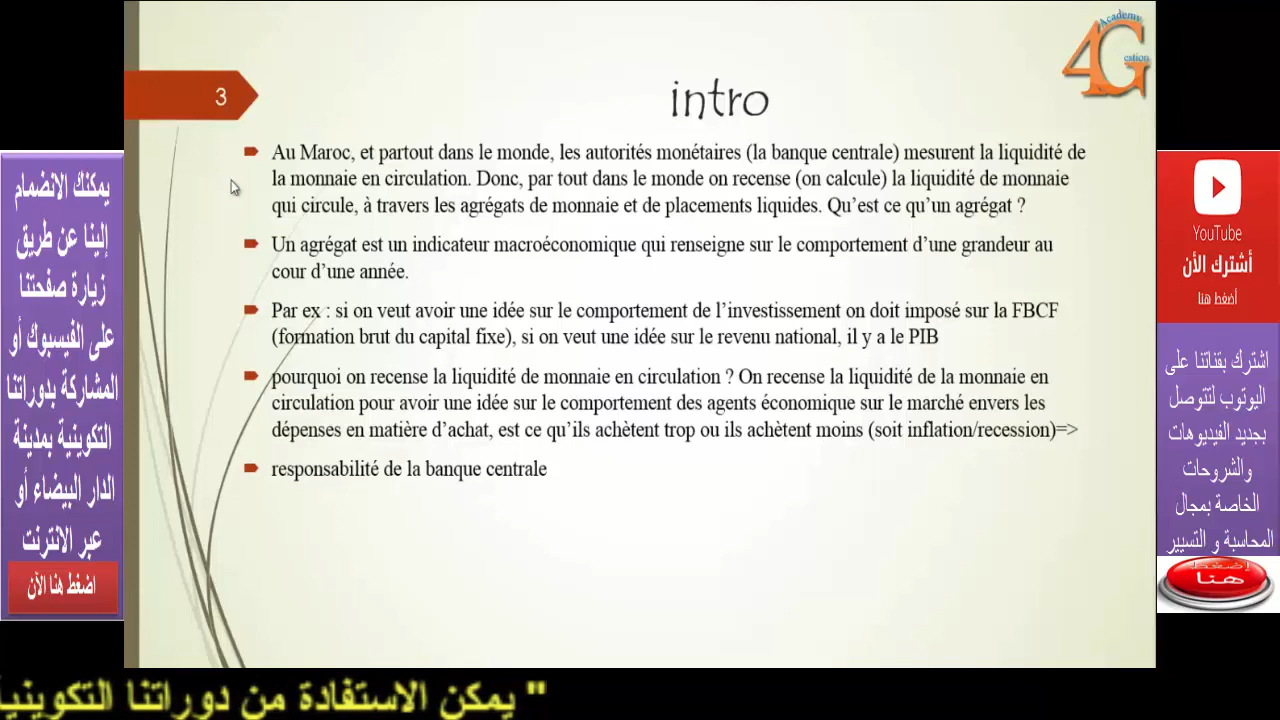 3
intro
Academy
4G
estion
Au Maroc, et partout dans le monde, les autorités monétaires (la banque centrale) mesurent la liquidité de
la monnaie en circulation. Donc, par tout dans le monde on recense (on calcule) la liquidité de monnaie
qui circule, à travers les agrégats de monnaie et de placements liquides. Qu’est ce qu’un agrégat ?
Un agrégat est un indicateur macroéconomique qui renseigne sur le comportement d’une grandeur au
cour d’une année.
Par ex : si on veut avoir une idée sur le comportement de l’investissement on doit imposé sur la FBCF
(formation brut du capital fixe), si on veut une idée sur le revenu national, il y a le PIB
pourquoi on recense la liquidité de monnaie en circulation ? On recense la liquidité de la monnaie en
circulation pour avoir une idée sur le comportement des agents économique sur le marché envers les
dépenses en matière d’achat, est ce qu’ils achètent trop ou ils achètent moins (soit inflation/recession)=>
responsabilité de la banque centrale
يمكنك الانضمام
إلينا عن طريق
زيارة صفحتنا
على الفيسبوك أو
المشاركة بدوراتنا
التكوينية بمدينة
الدار البيضاء أو
عبر الانترنت
اضغط هنا الآن
YouTube
أشترك الأن
أضغط هنا
اشترك بقناتنا على
اليوتوب لتتوصل
بجديد الفيديوهات
والشروحات
الخاصة بمجال
المحاسبة و التسيير
إضغط
هنا
" يمكن الاستفادة من دوراتنا التكوينية